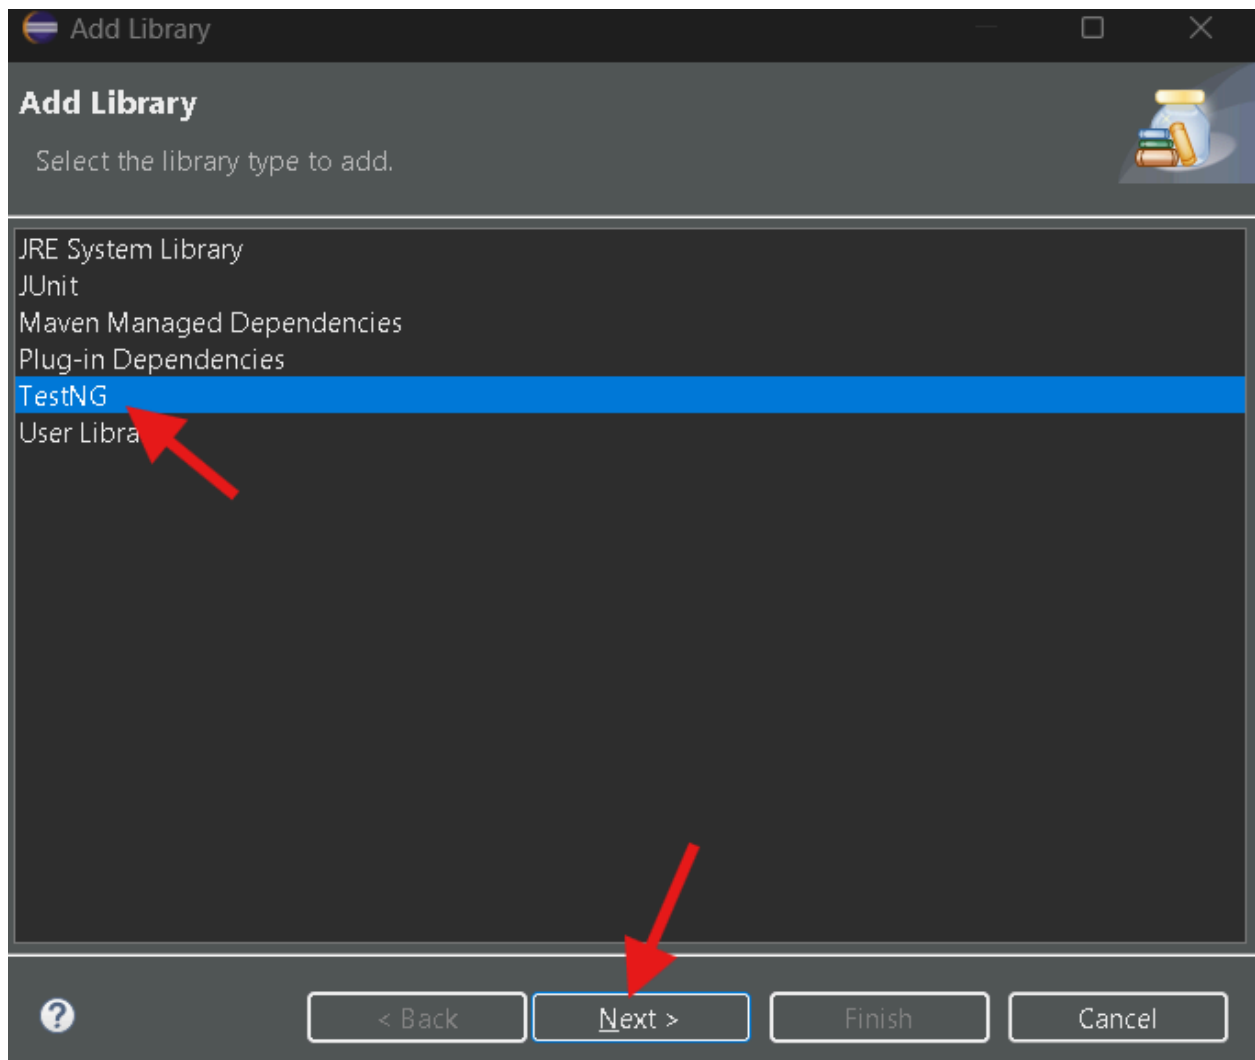 Add Library
Add Library
Select the library type to add.
JRE System Library
JUnit
Maven Managed Dependencies
Plug-in Dependencies
TestNG
User
?
< Back
Next >
Finish
Cancel